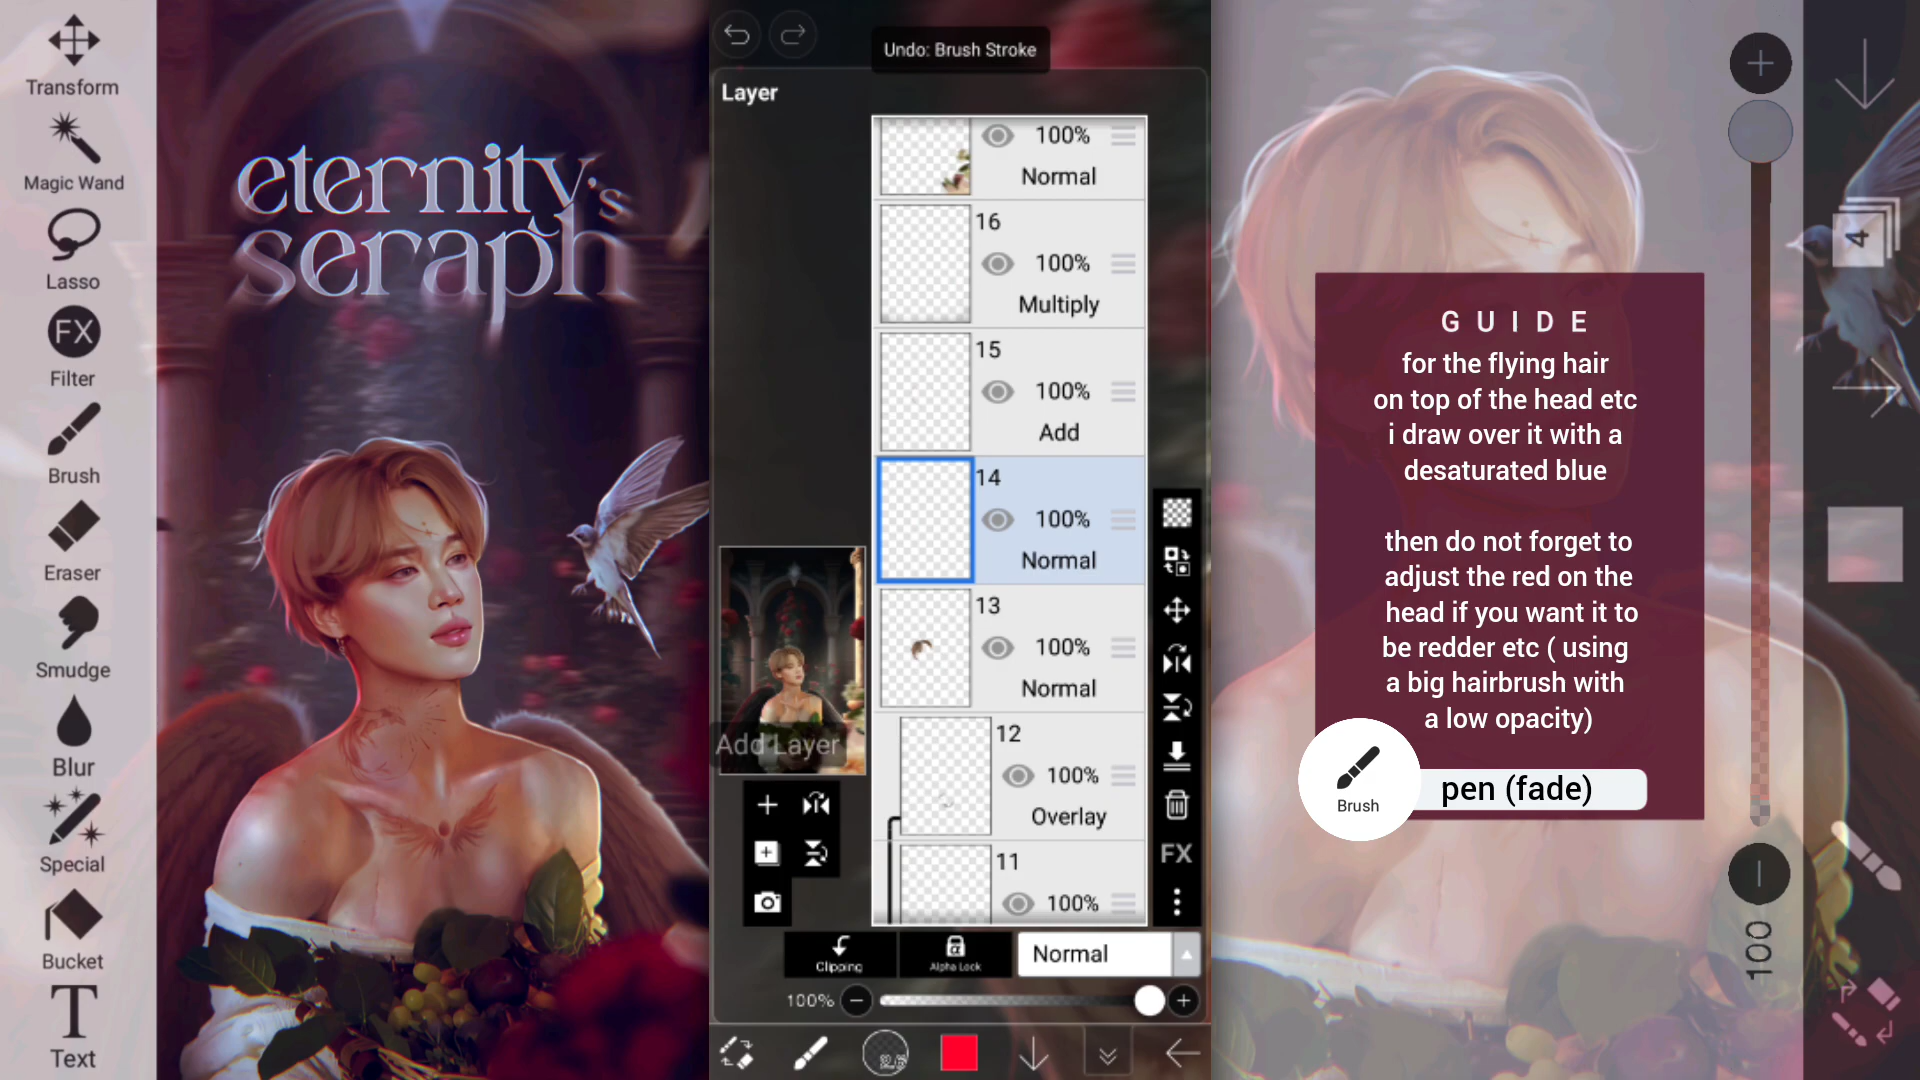 Transform
Magic Wand
Lasso
FX
Filter
Brush
Eraser
Smudge
Blur
Special
Bucket
T
Text
eternity's
seraph
Undo: Brush Stroke
Layer
100%
Normal
16
100%
Multiply
15
100%
Add
14
100%
Normal
13
100%
Normal
12
100%
Overlay
11
100%
Add Layer
FX
Clipping
Alpha Lock
Normal
100%
GUIDE
for the flying hair
on top of the head etc
i draw over it with a
desaturated blue
then do not forget to
adjust the red on the
head if you want it to
be redder etc ( using
a big hairbrush with
a low opacity)
Brush
pen (fade)
4
100